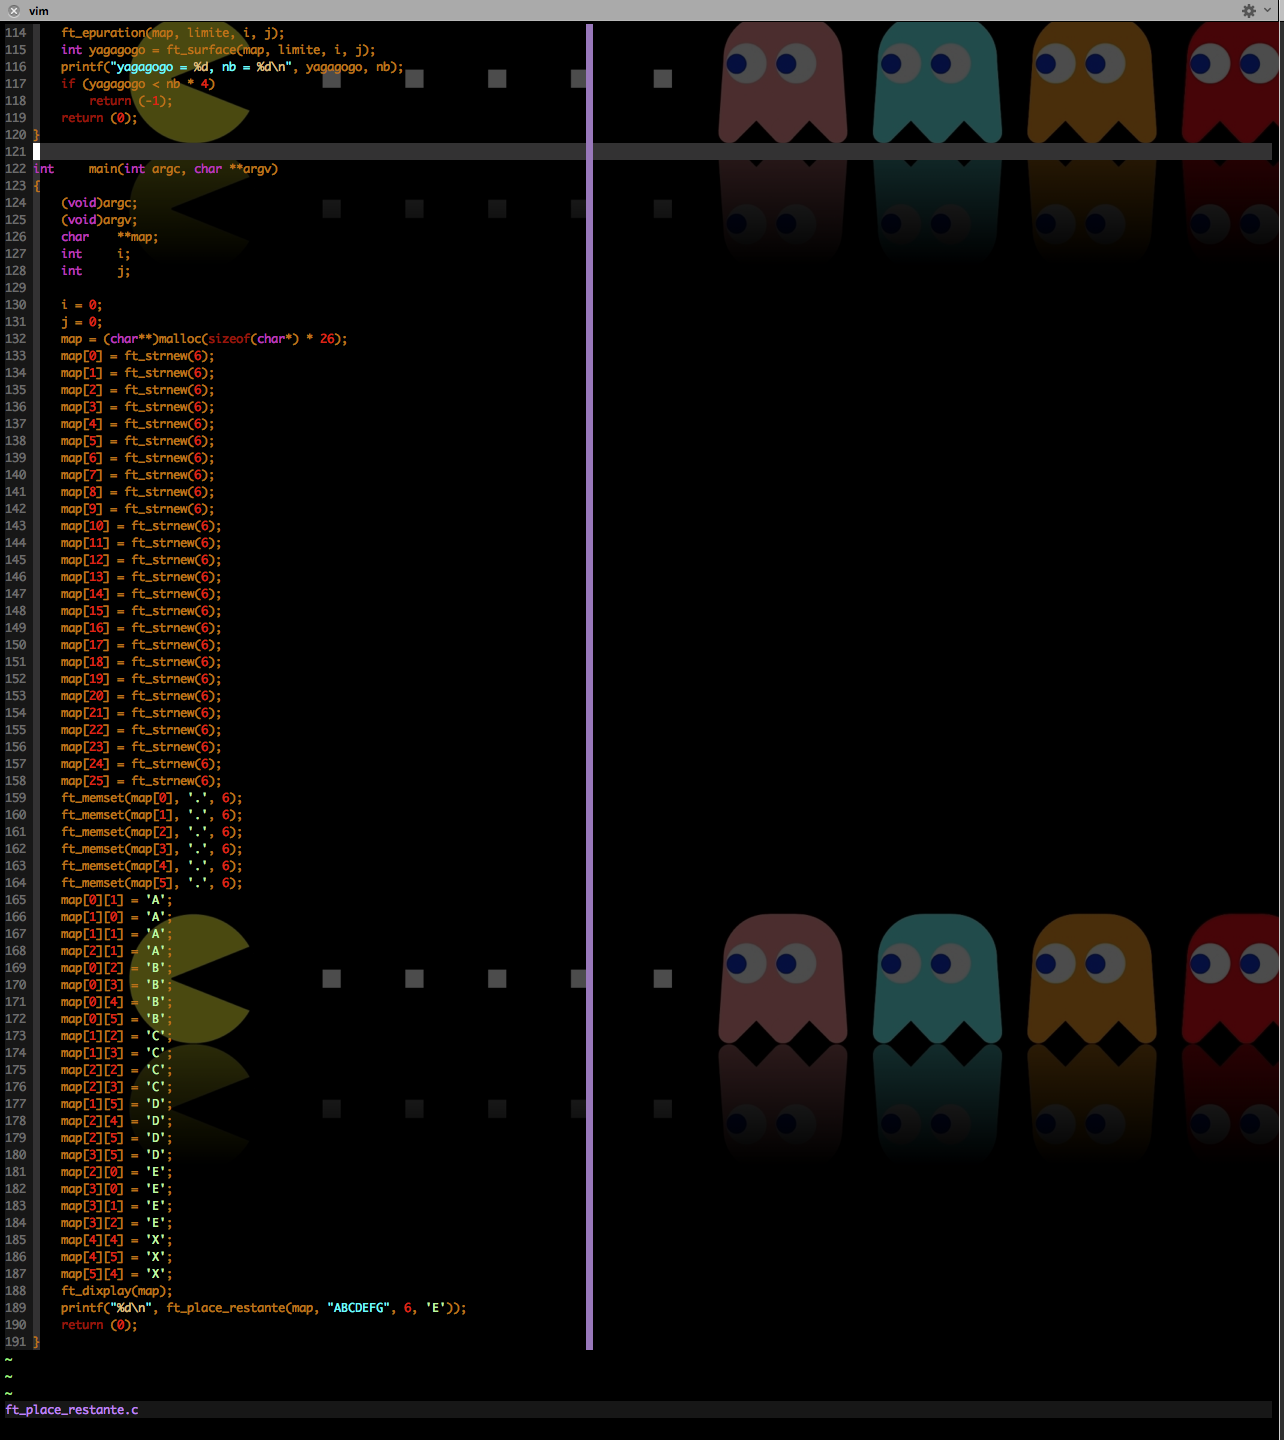 vim
114     ft_epuration(map, limite, i, j);
115     int yagagogo = ft_surface(map, limite, i, j);
116     printf("yagagogo = %d, nb = %d\n", yagagogo, nb);
117     if (yagagogo < nb * 4)
118         return (-1);
119     return (0);
120 }
121
122 int     main(int argc, char **argv)
123 {
124     (void)argc;
125     (void)argv;
126     char    **map;
127     int     i;
128     int     j;
129
130     i = 0;
131     j = 0;
132     map = (char**)malloc(sizeof(char*) * 26);
133     map[0] = ft_strnew(6);
134     map[1] = ft_strnew(6);
135     map[2] = ft_strnew(6);
136     map[3] = ft_strnew(6);
137     map[4] = ft_strnew(6);
138     map[5] = ft_strnew(6);
139     map[6] = ft_strnew(6);
140     map[7] = ft_strnew(6);
141     map[8] = ft_strnew(6);
142     map[9] = ft_strnew(6);
143     map[10] = ft_strnew(6);
144     map[11] = ft_strnew(6);
145     map[12] = ft_strnew(6);
146     map[13] = ft_strnew(6);
147     map[14] = ft_strnew(6);
148     map[15] = ft_strnew(6);
149     map[16] = ft_strnew(6);
150     map[17] = ft_strnew(6);
151     map[18] = ft_strnew(6);
152     map[19] = ft_strnew(6);
153     map[20] = ft_strnew(6);
154     map[21] = ft_strnew(6);
155     map[22] = ft_strnew(6);
156     map[23] = ft_strnew(6);
157     map[24] = ft_strnew(6);
158     map[25] = ft_strnew(6);
159     ft_memset(map[0], '.', 6);
160     ft_memset(map[1], '.', 6);
161     ft_memset(map[2], '.', 6);
162     ft_memset(map[3], '.', 6);
163     ft_memset(map[4], '.', 6);
164     ft_memset(map[5], '.', 6);
165     map[0][1] = 'A';
166     map[1][0] = 'A';
167     map[1][1] = 'A';
168     map[2][1] = 'A';
169     map[0][2] = 'B';
170     map[0][3] = 'B';
171     map[0][4] = 'B';
172     map[0][5] = 'B';
173     map[1][2] = 'C';
174     map[1][3] = 'C';
175     map[2][2] = 'C';
176     map[2][3] = 'C';
177     map[1][5] = 'D';
178     map[2][4] = 'D';
179     map[2][5] = 'D';
180     map[3][5] = 'D';
181     map[2][0] = 'E';
182     map[3][0] = 'E';
183     map[3][1] = 'E';
184     map[3][2] = 'E';
185     map[4][4] = 'X';
186     map[4][5] = 'X';
187     map[5][4] = 'X';
188     ft_dixplay(map);
189     printf("%d\n", ft_place_restante(map, "ABCDEFG", 6, 'E'));
190     return (0);
191 }
~
~
~
ft_place_restante.c